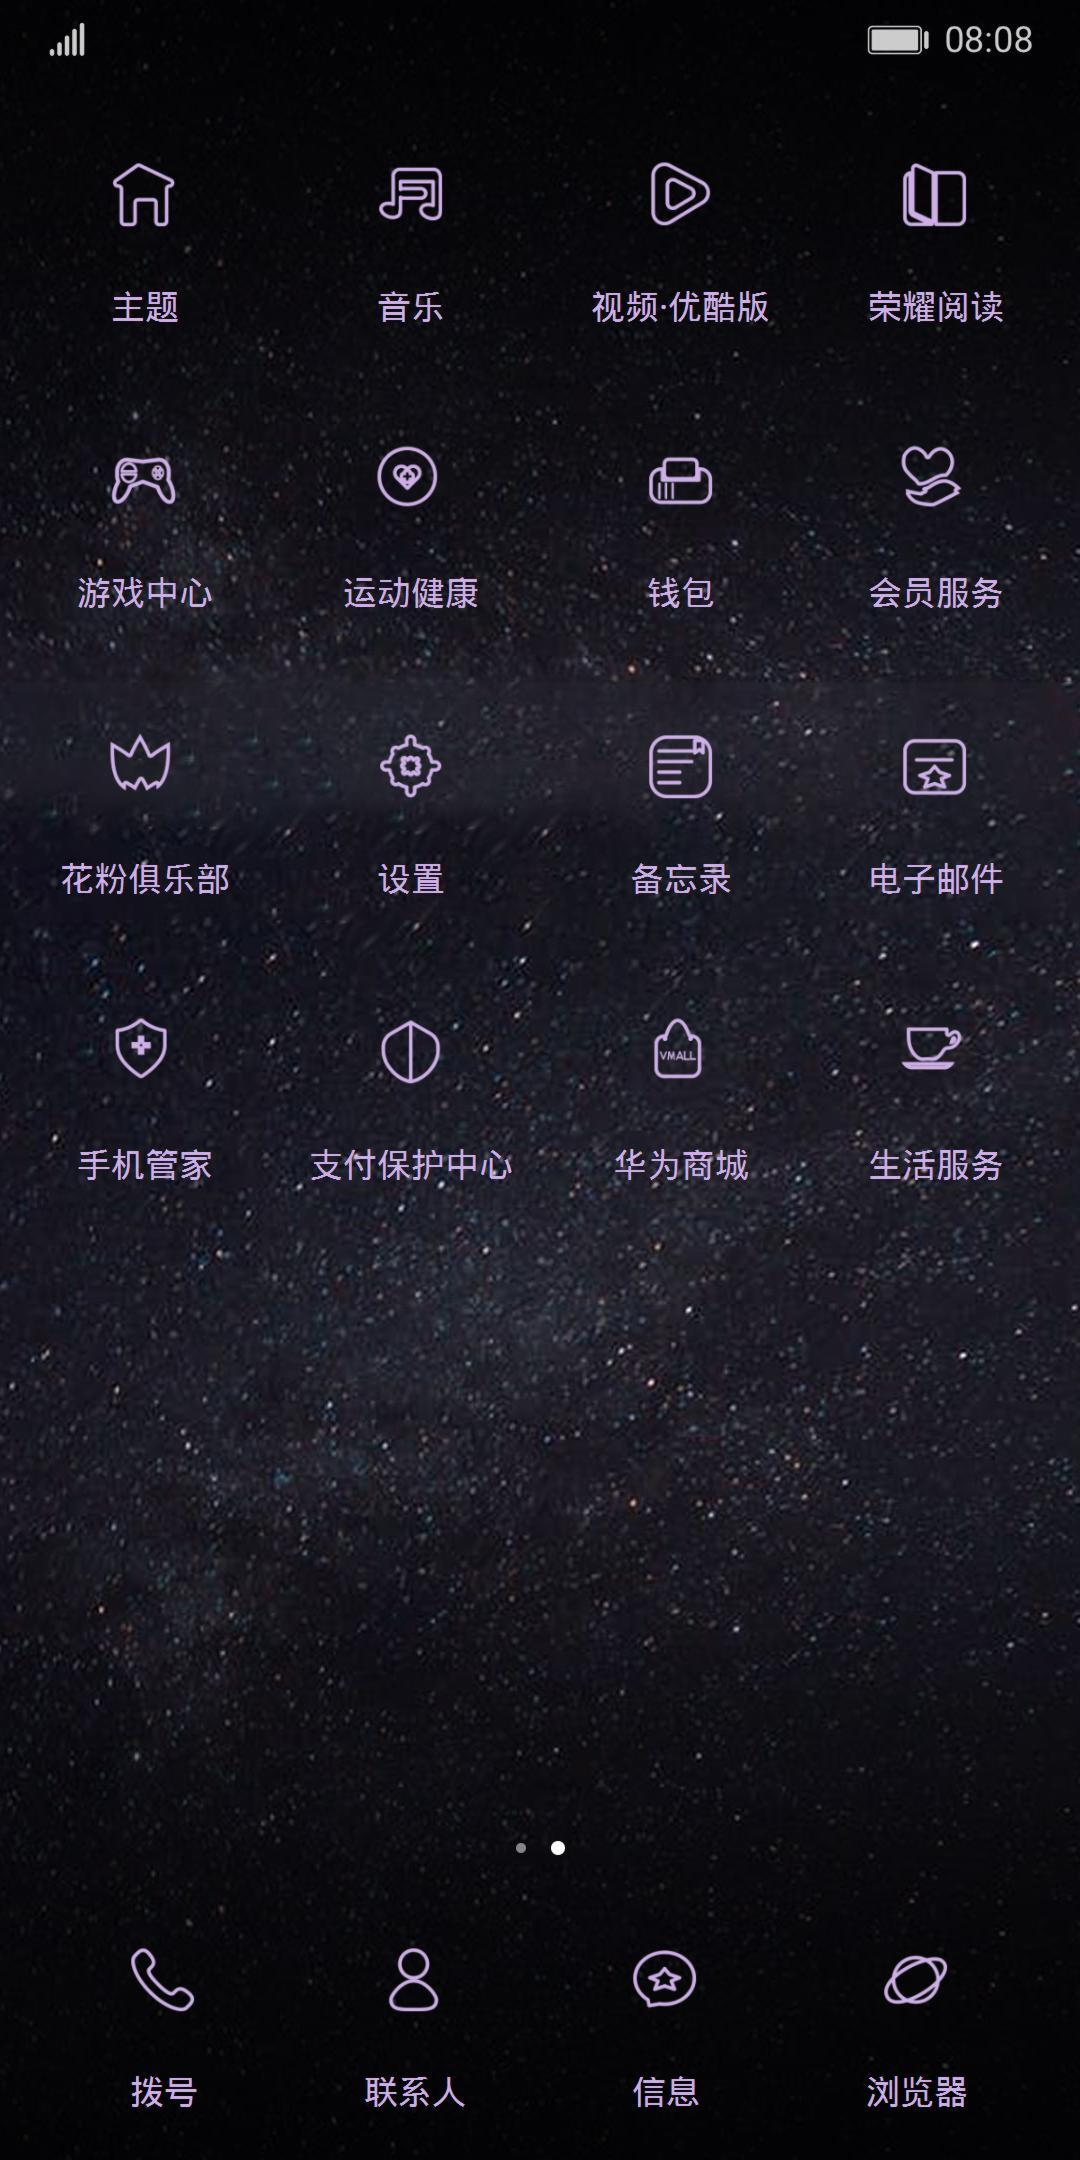 08:08
主题 音乐 视频·优酷版 荣耀阅读
游戏中心 运动健康 钱包 会员服务
花粉俱乐部 设置 备忘录 电子邮件
VMALL
手机管家 支付保护中心 华为商城 生活服务
拨号 联系人 信息 浏览器